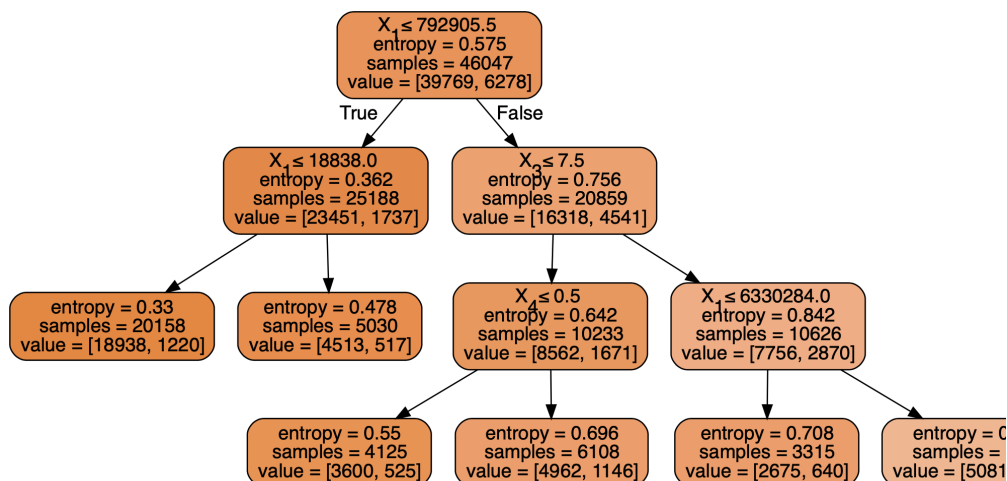 X₁ ≤ 792905.5
entropy = 0.575
samples = 46047
value = [39769, 6278]
True
False
X₁ ≤ 18838.0
entropy = 0.362
samples = 25188
value = [23451, 1737]
X₃ ≤ 7.5
entropy = 0.756
samples = 20859
value = [16318, 4541]
entropy = 0.33
samples = 20158
value = [18938, 1220]
entropy = 0.478
samples = 5030
value = [4513, 517]
X₄ ≤ 0.5
entropy = 0.642
samples = 10233
value = [8562, 1671]
X₁ ≤ 6330284.0
entropy = 0.842
samples = 10626
value = [7756, 2870]
entropy = 0.55
samples = 4125
value = [3600, 525]
entropy = 0.696
samples = 6108
value = [4962, 1146]
entropy = 0.708
samples = 3315
value = [2675, 640]
entropy = 0
samples =
value = [5081